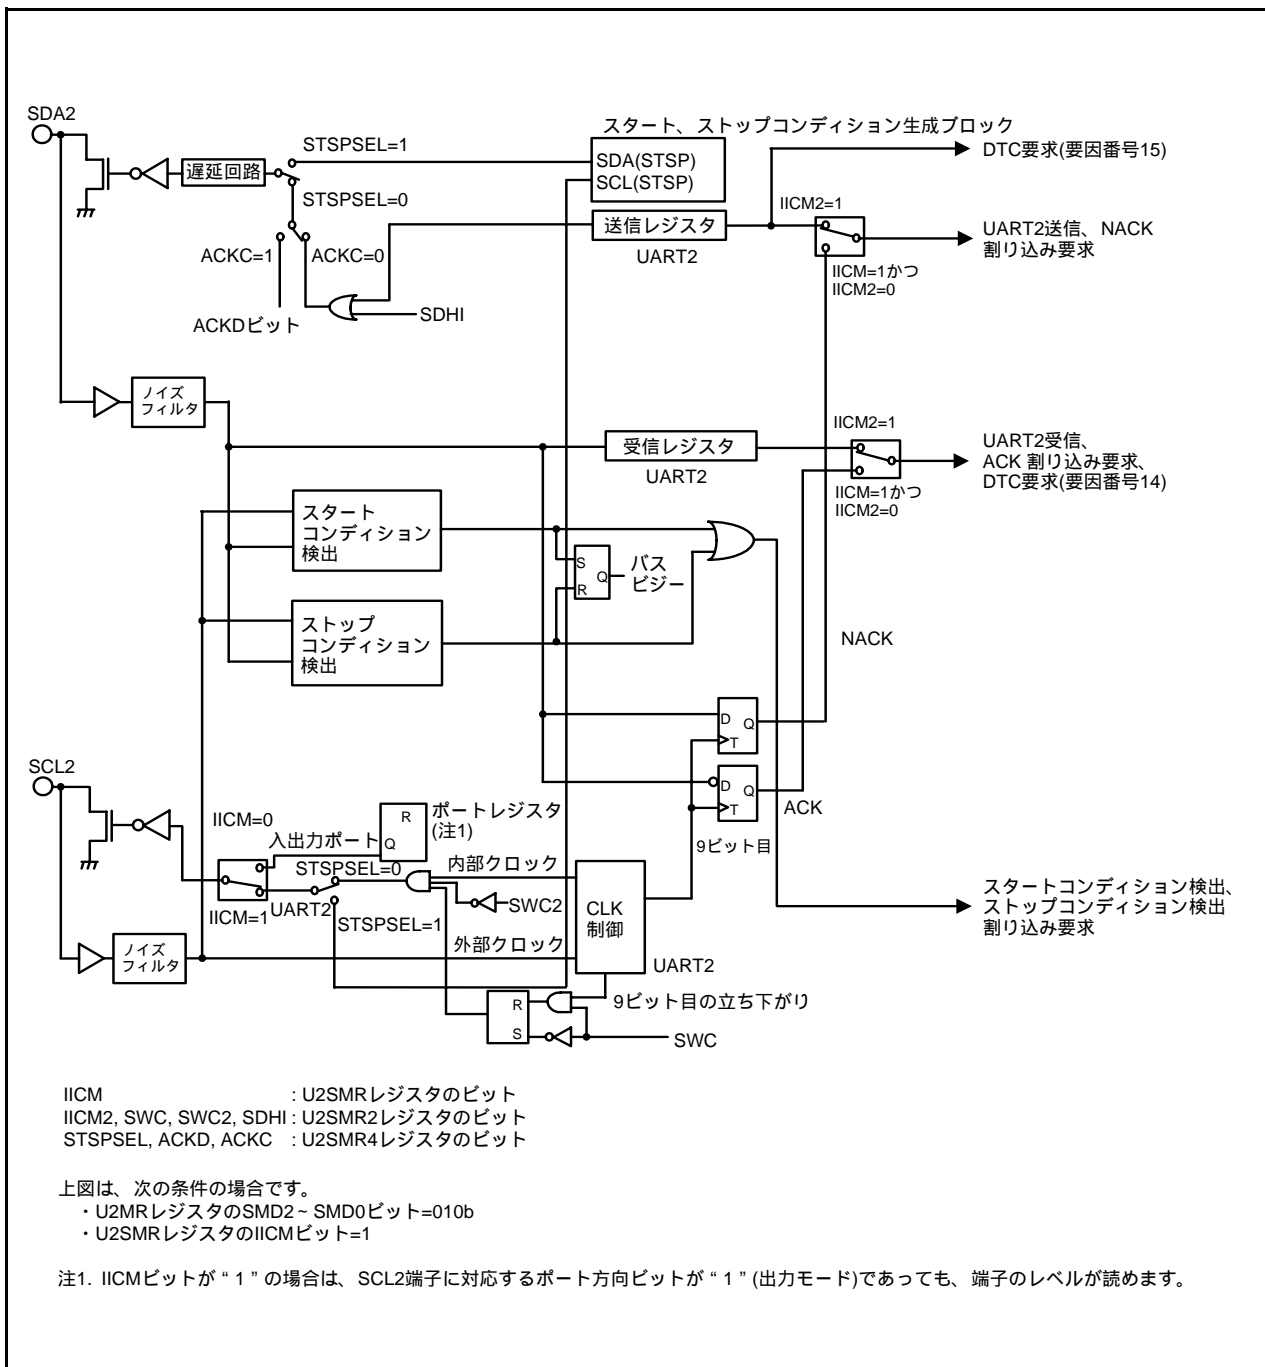 SDA2
スタート、ストップコンディション生成ブロック
STSPSEL=1
SDA(STSP)
SCL(STSP)
DTC要求(要因番号15)
遅延回路
STSPSEL=0
IICM2=1
送信レジスタ
UART2
UART2送信、NACK
割り込み要求
ACKC=1
ACKC=0
IICM=1かつ
IICM2=0
SDHI
ACKDビット
ノイズ
フィルタ
IICM2=1
受信レジスタ
UART2
UART2受信、
ACK 割り込み要求、
DTC要求(要因番号14)
IICM=1かつ
IICM2=0
スタート
コンディション
検出
S
Q
R
バス
ビジー
ストップ
コンディション
検出
NACK
D
Q
T
SCL2
D
Q
T
ACK
9ビット目
IICM=0
入出力ポート
R
Q
ポートレジスタ
(注1)
STSPSEL=0
内部クロック
IICM=1
UART2
SWC2
STSPSEL=1
CLK
制御
外部クロック
UART2
スタートコンディション検出、
ストップコンディション検出
割り込み要求
ノイズ
フィルタ
R
S
9ビット目の立ち下がり
SWC
IICM : U2SMRレジスタのビット
IICM2, SWC, SWC2, SDHI : U2SMR2レジスタのビット
STSPSEL, ACKD, ACKC : U2SMR4レジスタのビット
上図は、次の条件の場合です。
・U2MRレジスタのSMD2~SMD0ビット=010b
・U2SMRレジスタのIICMビット=1
注1. IICMビットが“1”の場合は、SCL2端子に対応するポート方向ビットが“1”(出力モード)であっても、端子のレベルが読めます。